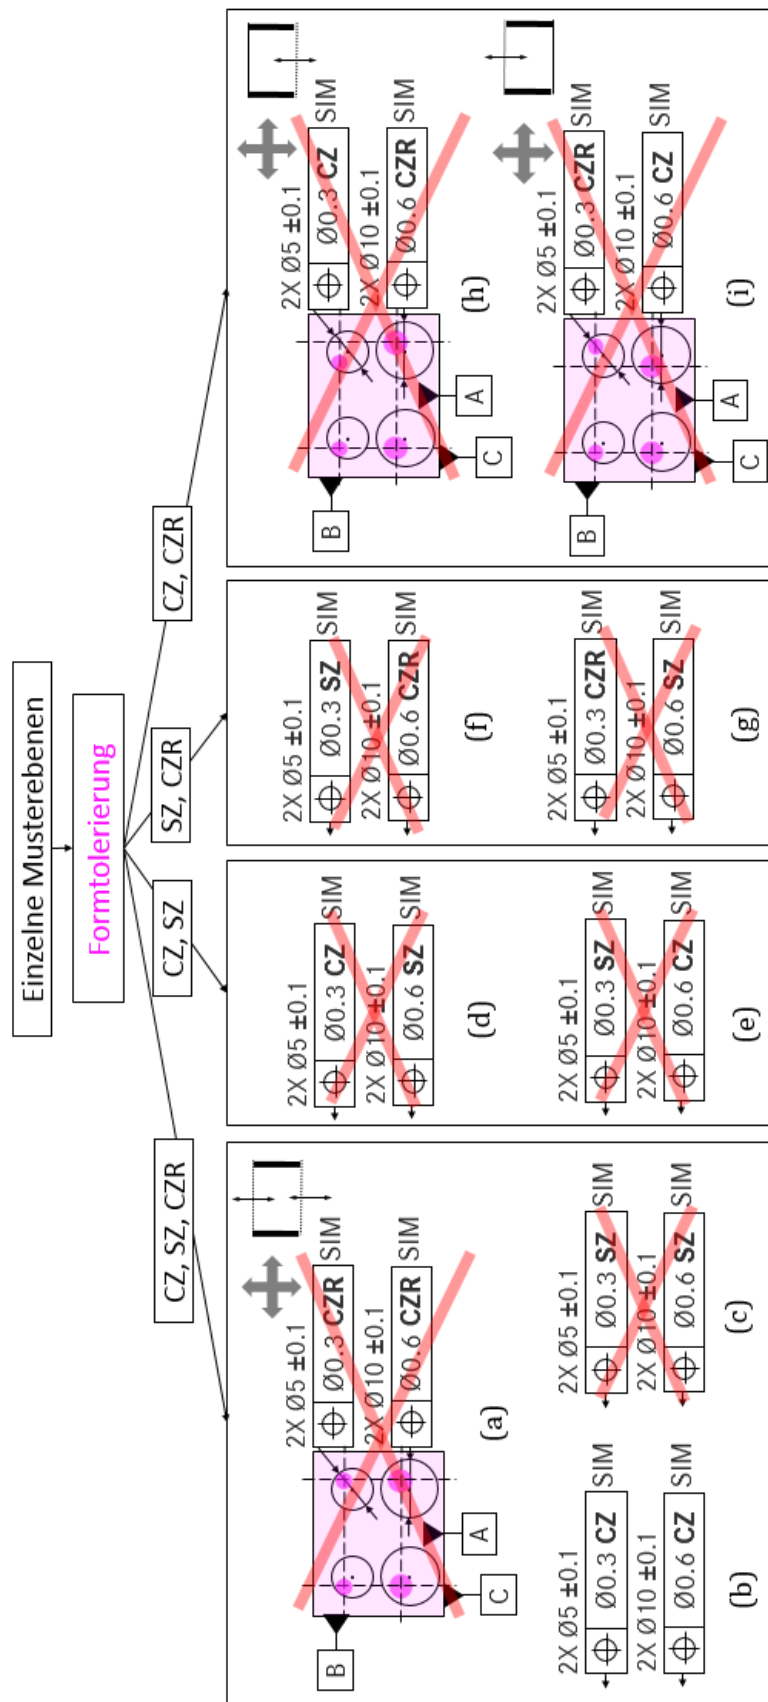 Einzelne Musterebenen
Formtolerierung
CZ, SZ, CZR
CZ, SZ
SZ, CZR
CZ, CZR
2X Ø5 ±0.1
Ø0.3 CZR SIM
2X Ø10 ±0.1
Ø0.6 CZR SIM
B
A
C
(a)
2X Ø5 ±0.1
Ø0.3 CZ SIM
2X Ø10 ±0.1
Ø0.6 CZ SIM
(b)
2X Ø5 ±0.1
Ø0.3 SZ SIM
2X Ø10 ±0.1
Ø0.6 SZ SIM
(c)
2X Ø5 ±0.1
Ø0.3 CZ SIM
2X Ø10 ±0.1
Ø0.6 SZ SIM
(d)
2X Ø5 ±0.1
Ø0.3 SZ SIM
2X Ø10 ±0.1
Ø0.6 CZ SIM
(e)
2X Ø5 ±0.1
Ø0.3 SZ SIM
2X Ø10 ±0.1
Ø0.6 CZR SIM
(f)
2X Ø5 ±0.1
Ø0.3 CZR SIM
2X Ø10 ±0.1
Ø0.6 SZ SIM
(g)
2X Ø5 ±0.1
Ø0.3 CZ SIM
2X Ø10 ±0.1
Ø0.6 CZR SIM
B
A
C
(h)
2X Ø5 ±0.1
Ø0.3 CZR SIM
2X Ø10 ±0.1
Ø0.6 CZ SIM
B
A
C
(i)